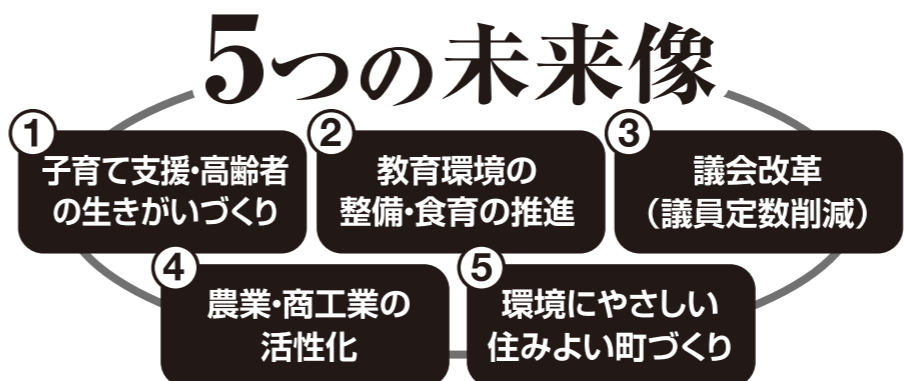 5つの未来像
①
子育て支援・高齢者
の生きがいづくり
②
教育環境の
整備・食育の推進
③
議会改革
（議員定数削減）
④
農業・商工業の
活性化
⑤
環境にやさしい
住みよい町づくり